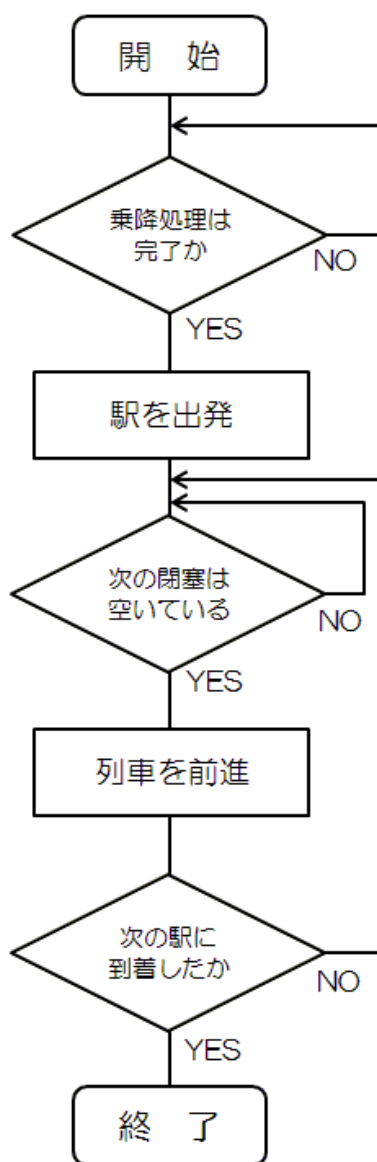 開　始
乗降処理は
完了か
NO
YES
駅を出発
次の閉塞は
空いている
NO
YES
列車を前進
次の駅に
到着したか
NO
YES
終　了